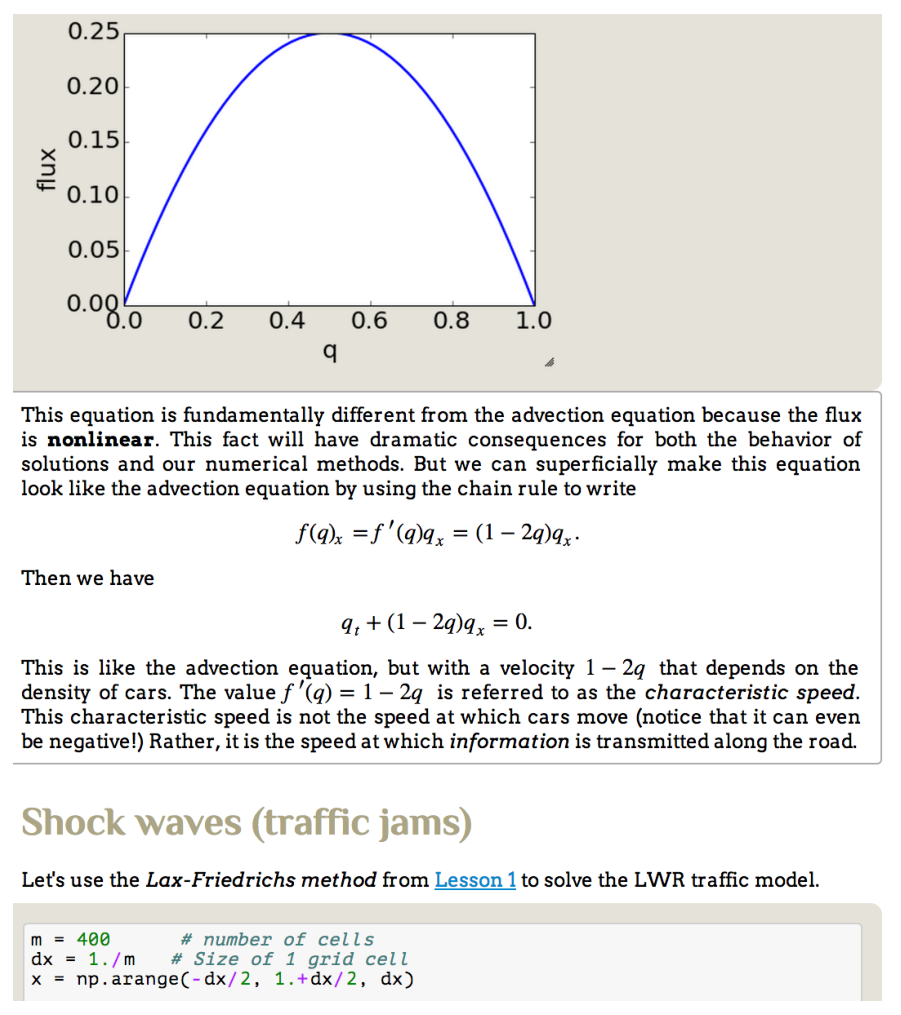 0.25
0.20
0.15
0.10
0.05
0.00
flux
0.0 0.2 0.4 0.6 0.8 1.0
q
This equation is fundamentally different from the advection equation because the flux
is nonlinear. This fact will have dramatic consequences for both the behavior of
solutions and our numerical methods. But we can superficially make this equation
look like the advection equation by using the chain rule to write
f(q)ₓ = f′(q)qₓ = (1 − 2q)qₓ.
Then we have
qₜ + (1 − 2q)qₓ = 0.
This is like the advection equation, but with a velocity 1 − 2q that depends on the
density of cars. The value f′(q) = 1 − 2q is referred to as the characteristic speed.
This characteristic speed is not the speed at which cars move (notice that it can even
be negative!) Rather, it is the speed at which information is transmitted along the road.
Shock waves (traffic jams)
Let's use the Lax-Friedrichs method from Lesson 1 to solve the LWR traffic model.
m = 400 # number of cells
dx = 1./m # Size of 1 grid cell
x = np.arange(-dx/2, 1.+dx/2, dx)